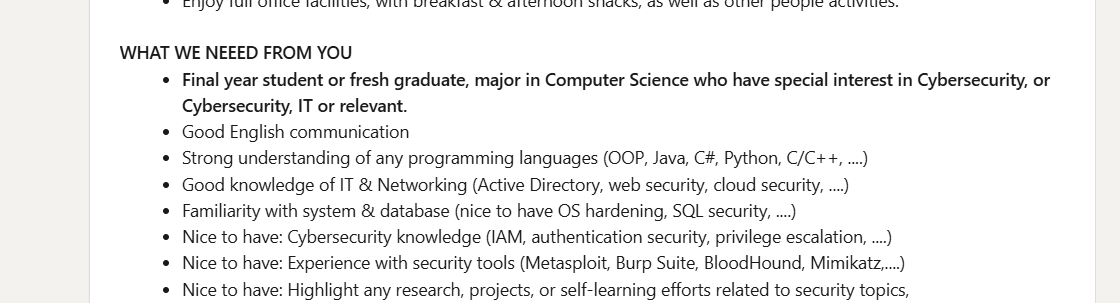 Enjoy full office facilities, with breakfast & afternoon snacks, as well as other people activities.
WHAT WE NEEED FROM YOU
• Final year student or fresh graduate, major in Computer Science who have special interest in Cybersecurity, or
Cybersecurity, IT or relevant.
• Good English communication
• Strong understanding of any programming languages (OOP, Java, C#, Python, C/C++, ....)
• Good knowledge of IT & Networking (Active Directory, web security, cloud security, ....)
• Familiarity with system & database (nice to have OS hardening, SQL security, ....)
• Nice to have: Cybersecurity knowledge (IAM, authentication security, privilege escalation, ....)
• Nice to have: Experience with security tools (Metasploit, Burp Suite, BloodHound, Mimikatz,....)
• Nice to have: Highlight any research, projects, or self-learning efforts related to security topics,